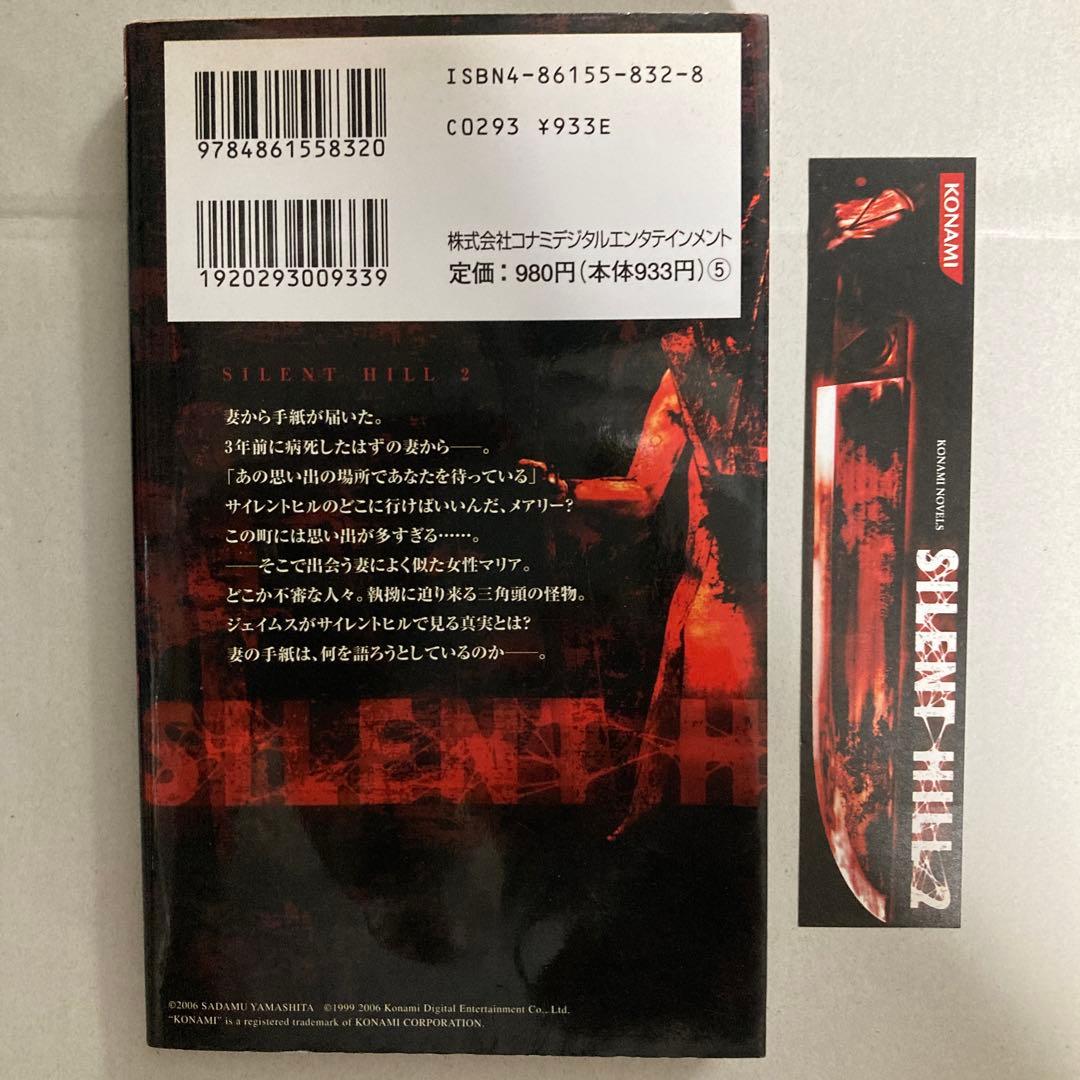 ISBN4-86155-832-8
C0293 ¥933E
9784861558320
1920293009339
株式会社コナミデジタルエンタテインメント
定価：980円（本体933円）⑤
SILENT HILL 2
妻から手紙が届いた。
3年前に病死したはずの妻から――。
「あの思い出の場所であなたを待っている」
サイレントヒルのどこに行けばいいんだ、メアリー？
この町には思い出が多すぎる……。
――そこで出会う妻によく似た女性マリア。
どこか不審な人々。執拗に迫り来る三角頭の怪物。
ジェイムスがサイレントヒルで見る真実とは？
妻の手紙は、何を語ろうとしているのか――。
SILENT H
©2006 SADAMU YAMASHITA ©1999 2006 Konami Digital Entertainment Co., Ltd.
"KONAMI" is a registered trademark of KONAMI CORPORATION.
KONAMI
KONAMI NOVELS
SILENT HILL 2